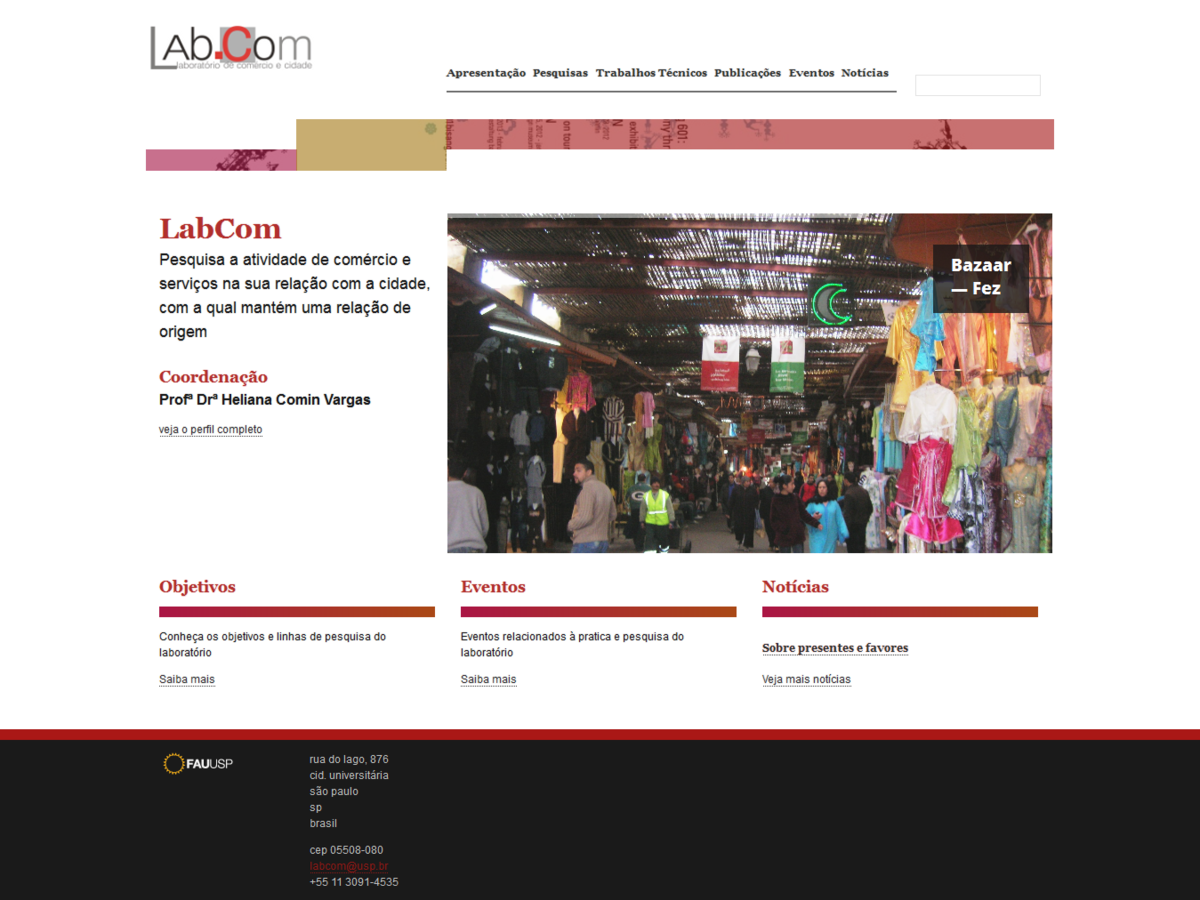 LAb.Com
laboratório de comércio e cidade
Apresentação Pesquisas Trabalhos Técnicos Publicações Eventos Notícias
601:
exhibit
on tour
LabCom
Pesquisa a atividade de comércio e
serviços na sua relação com a cidade,
com a qual mantém uma relação de
origem
Bazaar
— Fez
Coordenação
Profª Drª Heliana Comin Vargas
veja o perfil completo
Objetivos
Conheça os objetivos e linhas de pesquisa do
laboratório
Saiba mais
Eventos
Eventos relacionados à pratica e pesquisa do
laboratório
Saiba mais
Notícias
Sobre presentes e favores
Veja mais notícias
FAUUSP
rua do lago, 876
cid. universitária
são paulo
sp
brasil
cep 05508-080
labcom@usp.br
+55 11 3091-4535